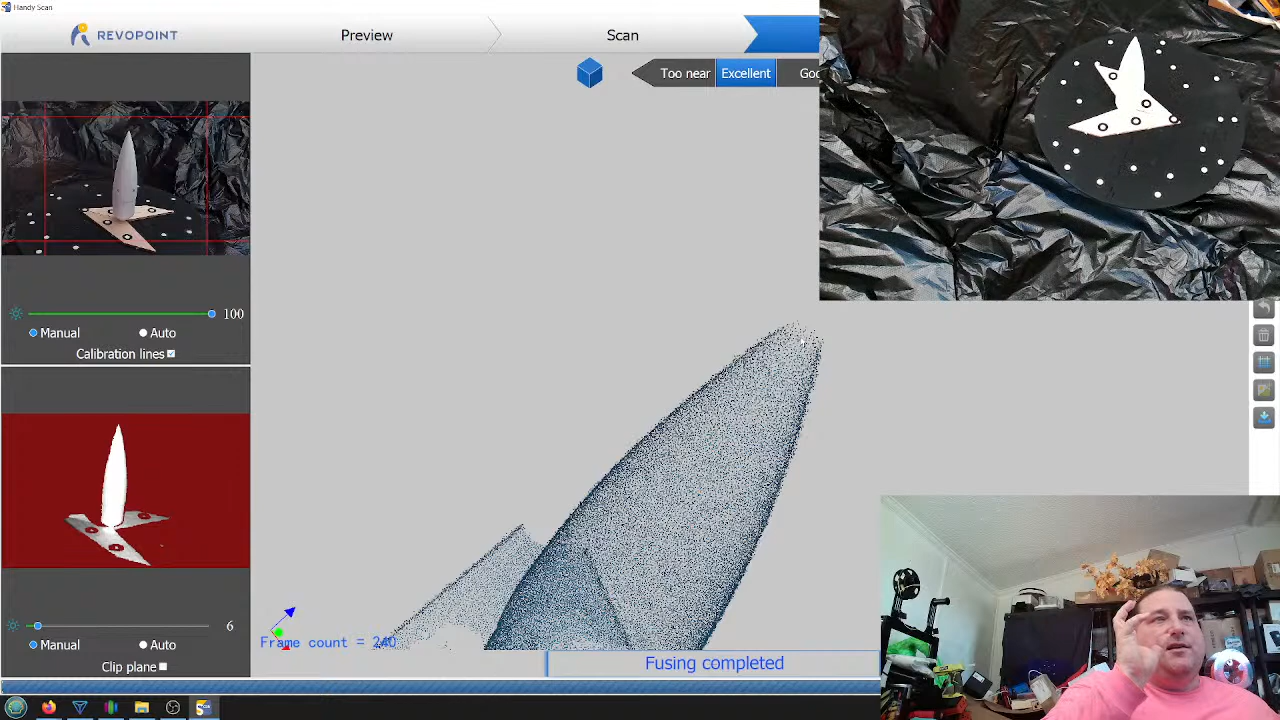 Handy Scan
REVOPOINT
Preview
Scan
Too near
Excellent
100
Manual
Auto
Calibration lines
6
Manual
Auto
Clip plane
Frame count = 240
Fusing completed